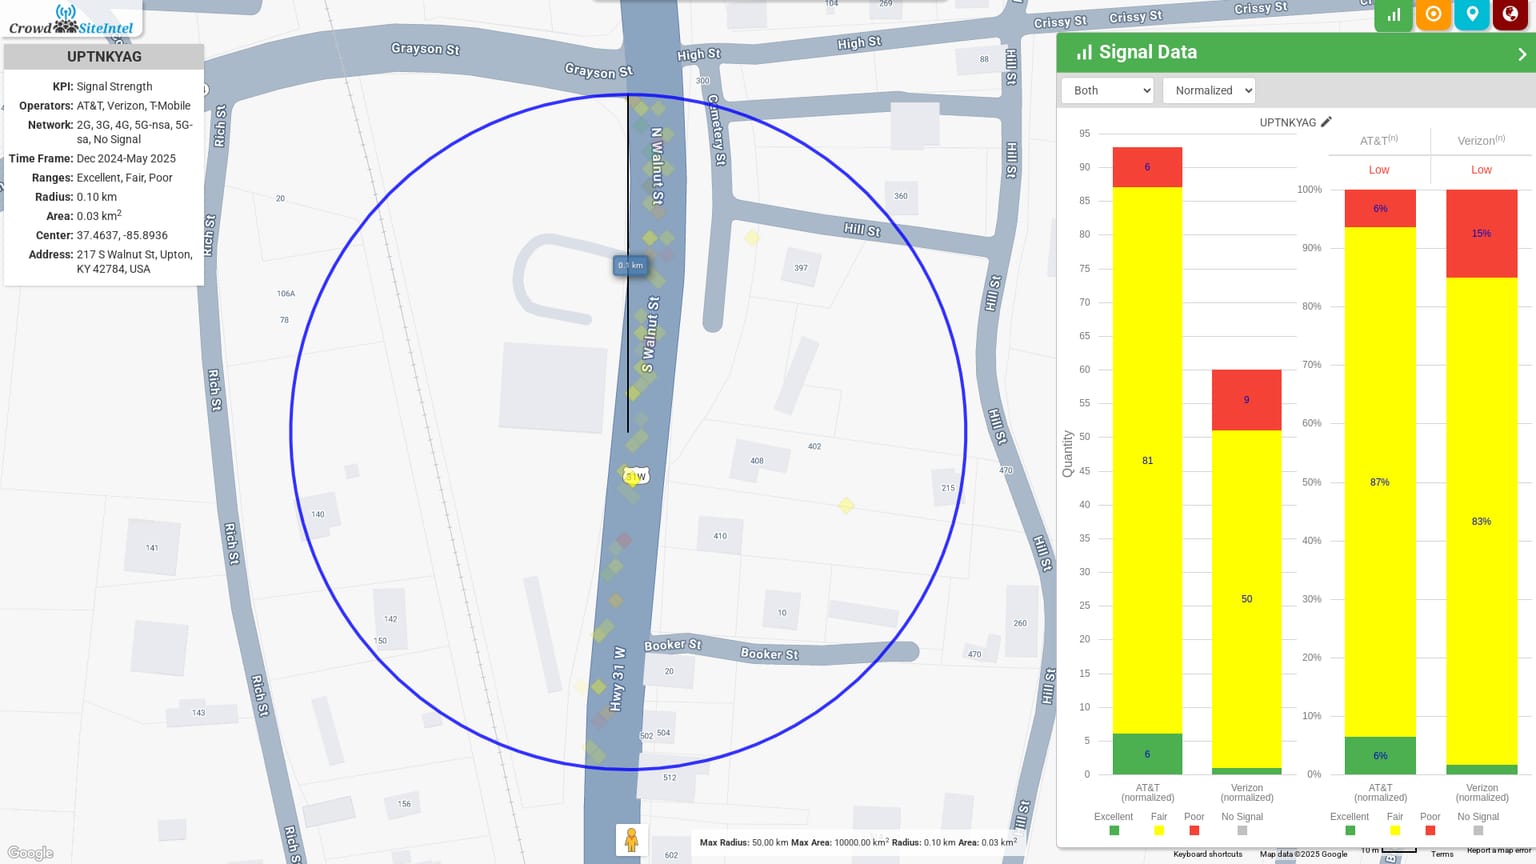 Crowd SiteIntel
UPTNKYAG
KPI: Signal Strength
Operators: AT&T, Verizon, T-Mobile
Network: 2G, 3G, 4G, 5G-nsa, 5G-
sa, No Signal
Time Frame: Dec 2024-May 2025
Ranges: Excellent, Fair, Poor
Radius: 0.10 km
Area: 0.03 km²
Center: 37.4637, -85.8936
Address: 217 S Walnut St, Upton,
KY 42784, USA
104
269
Crissy St
Crissy St
Crissy St
Grayson St
Grayson St
High St
High St
88
Hill St
300
Rich St
Cemetery St
N Walnut St
Hill St
20
360
Rich St
Hill St
0.1 km
397
106A
78
Hill St
S Walnut St
Rich St
Hill St
402
408
470
31W
215
140
410
141
Rich St
Hill St
10
142
260
150
Booker St
Booker St
470
20
Hwy 31 W
Rich St
Hill St
143
502
504
512
156
Hill St
Rich St
602
Google
Max Radius: 50.00 km Max Area: 10000.00 km² Radius: 0.10 km Area: 0.03 km²
Signal Data
Both
Normalized
UPTNKYAG
95
90
85
80
75
70
65
60
55
50
45
40
35
30
25
20
15
10
5
0
Quantity
6
81
6
9
50
AT&T
(normalized)
Verizon
(normalized)
Excellent
Fair
Poor
No Signal
AT&T(n)
Verizon(n)
Low
Low
100%
90%
80%
70%
60%
50%
40%
30%
20%
10%
0%
6%
87%
6%
15%
83%
AT&T
(normalized)
Verizon
(normalized)
Excellent
Fair
Poor
No Signal
Keyboard shortcuts
Map data ©2025 Google
10 m
Terms
Report a map error